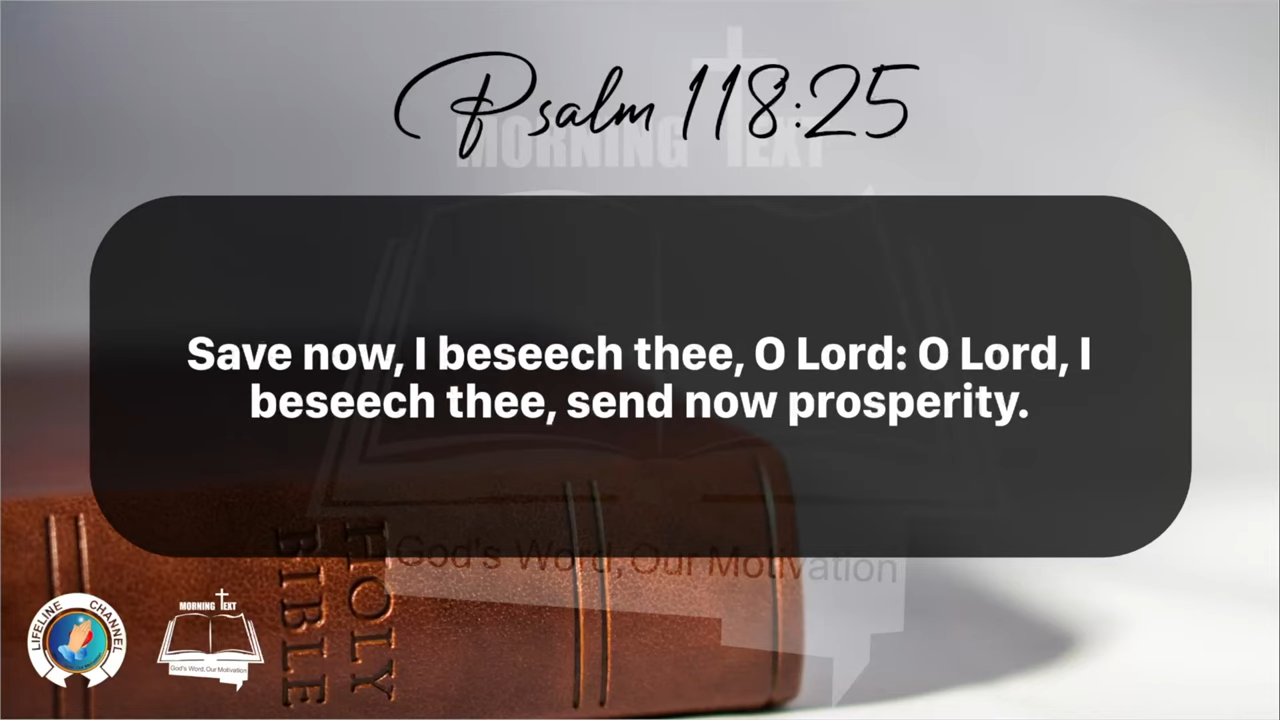 Psalm 118:25
MORNING TEXT
Save now, I beseech thee, O Lord: O Lord, I
beseech thee, send now prosperity.
God's Word, Our Motivation
HOLY
BIBLE
LIFELINE CHANNEL
MORNING TEXT
God's Word, Our Motivation